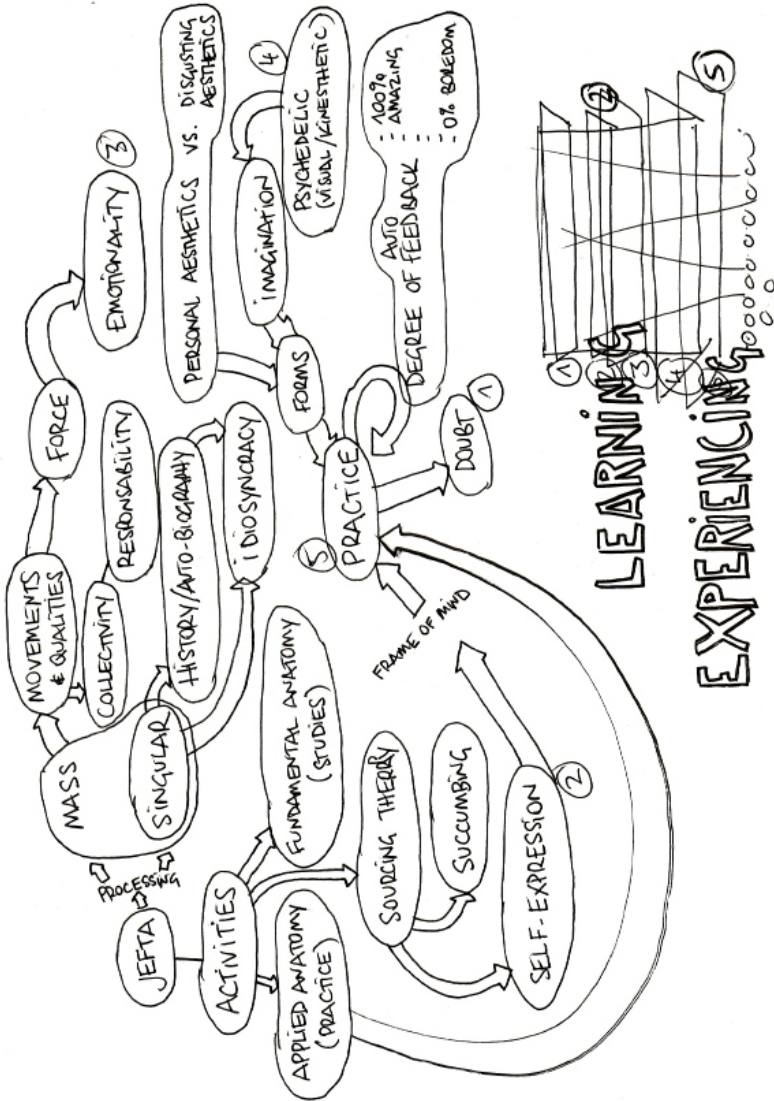 JEFTA
PROCESSING
MASS
SINGULAR
MOVEMENTS
& QUALITIES
FORCE
EMOTIONALITY
3
COLLECTIVITY
RESPONSABILITY
HISTORY/AUTO-BIOGRAPHY
IDIOSYNCRACY
ACTIVITIES
APPLIED ANATOMY
(PRACTICE)
FUNDAMENTAL ANATOMY
(STUDIES)
SOURCING THERRY
SUCCUMBING
SELF-EXPRESSION
2
FRAME OF MIND
5
PRACTICE
DOUBT
1
FORMS
IMAGINATION
PSYCHEDELIC
(VISUAL/KINESTHETIC)
4
PERSONAL AESTHETICS VS. DISGUSTING
AESTHETICS
AUTO
DEGREE OF FEEDBACK
100%
AMAZING
0% BOREDOM
LEARNING
EXPERIENCING
1
2
3
4
5